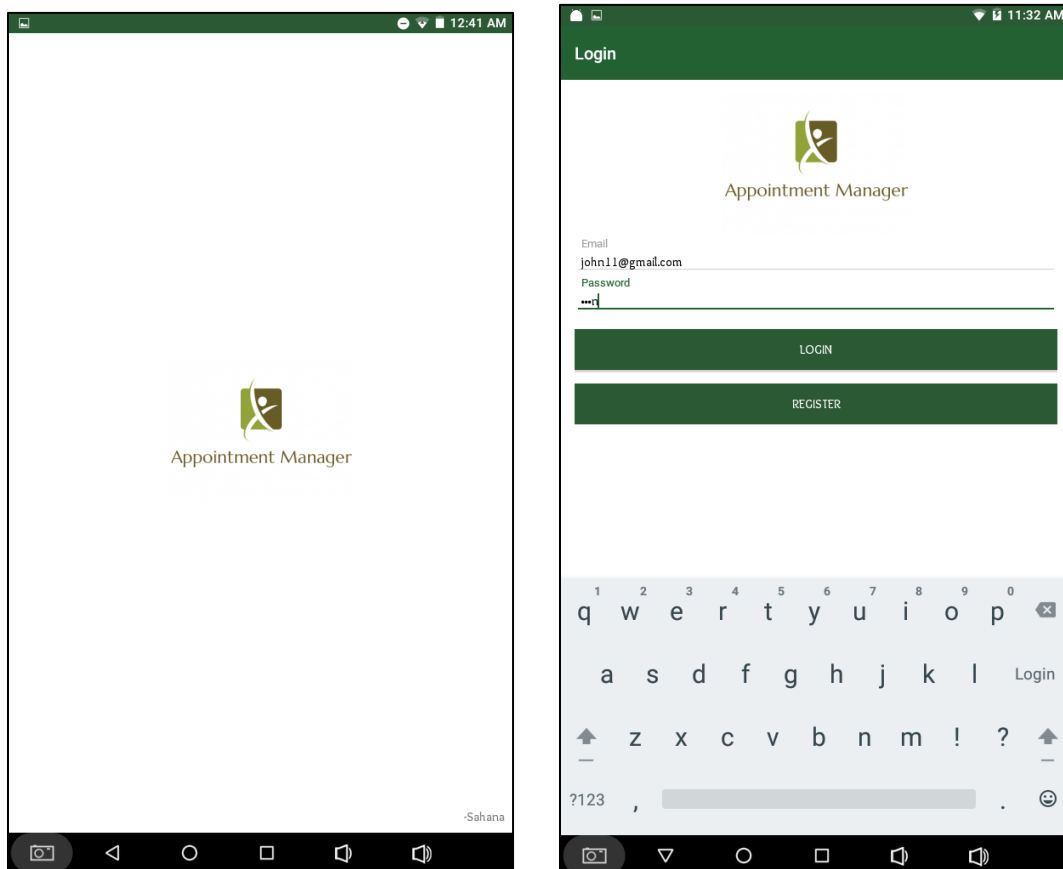 12:41 AM
Appointment Manager
-Sahana
11:32 AM
Login
Appointment Manager
Email
john11@gmail.com
Password
•••n
LOGIN
REGISTER
1 2 3 4 5 6 7 8 9 0
q w e r t y u i o p
a s d f g h j k l Login
z x c v b n m ! ?
?123 , .